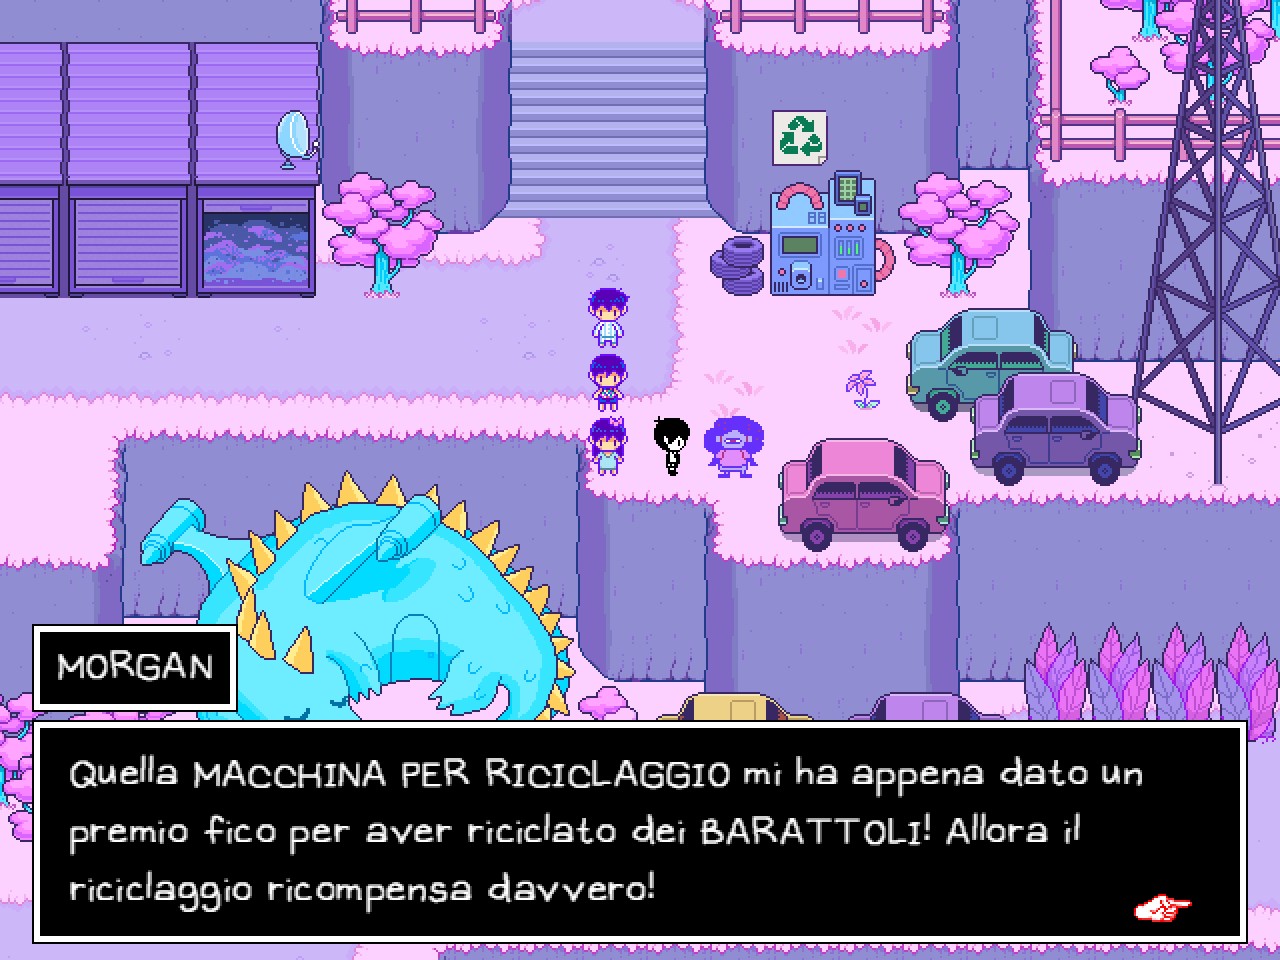 MORGAN
Quella MACCHINA PER RICICLAGGIO mi ha appena dato un
premio fico per aver riciclato dei BARATTOLI! Allora il
riciclaggio ricompensa davvero!